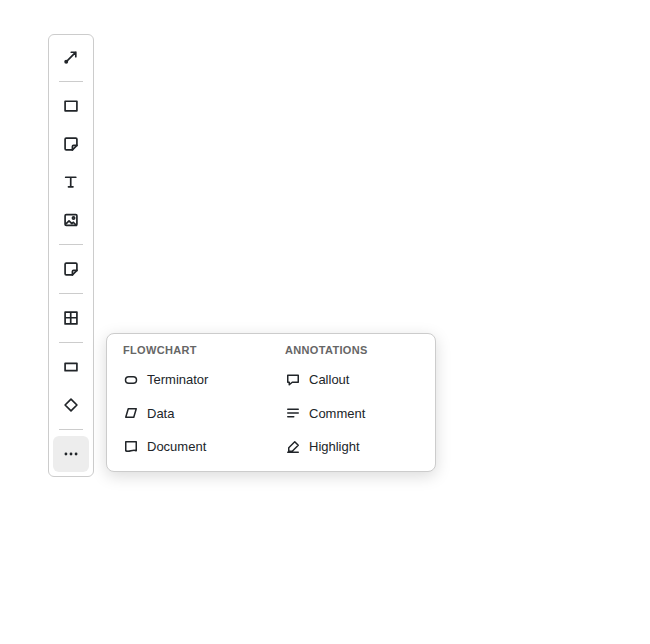 FLOWCHART
Terminator
Data
Document
ANNOTATIONS
Callout
Comment
Highlight